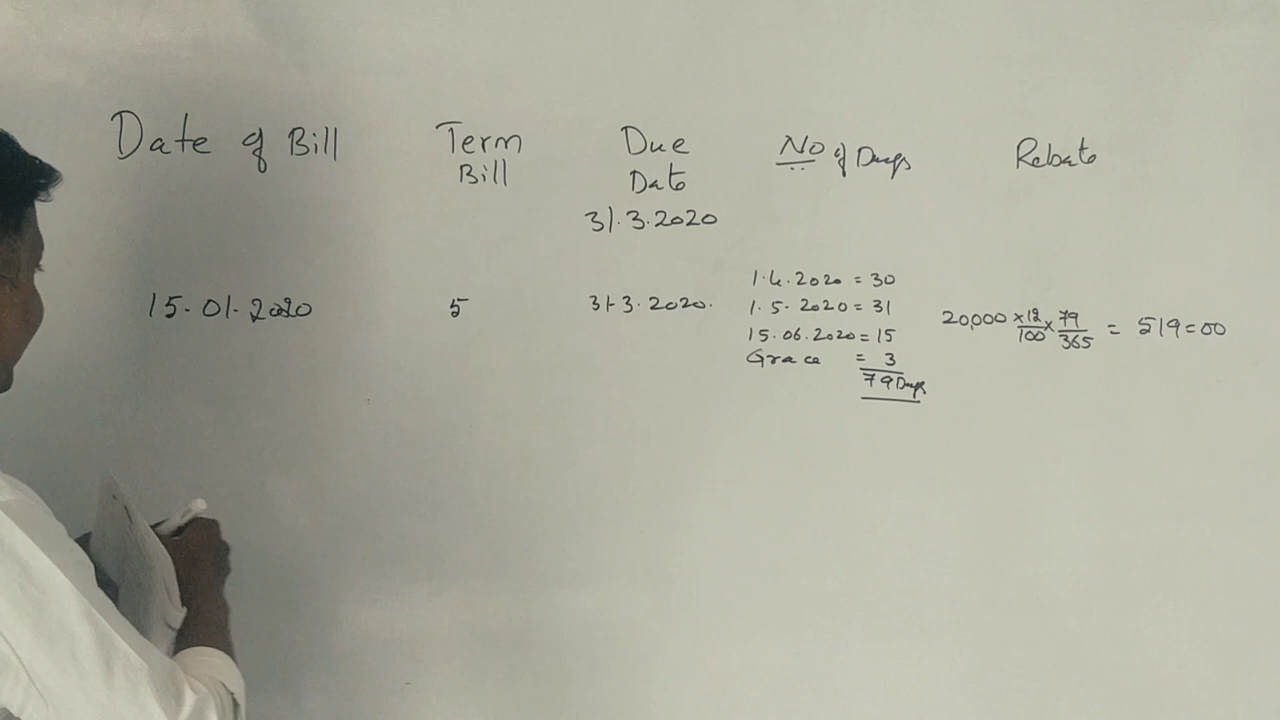 Date of Bill
Term
Bill
Due
Date
31.3.2020
No of Days
Rebate
15.01.2020
5
31-3.2020.
1.4.2020 = 30
1.5.2020 = 31
15.06.2020 = 15
Grace = 3
79 Days
20,000 × 12/100 × 79/365 = 519=00